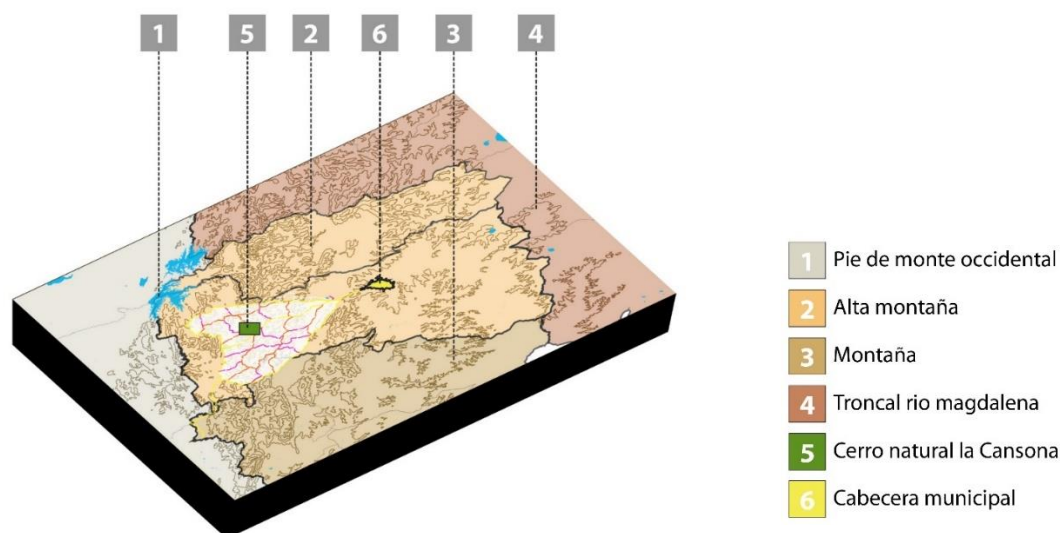 1 5 2 6 3 4
1 Pie de monte occidental
2 Alta montaña
3 Montaña
4 Troncal rio magdalena
5 Cerro natural la Cansona
6 Cabecera municipal